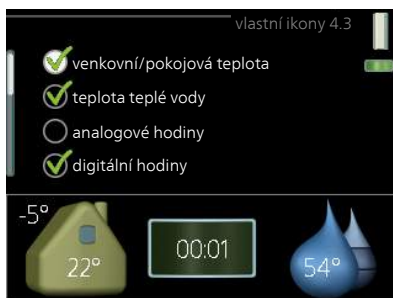 vlastní ikony 4.3
venkovní/pokojová teplota
teplota teplé vody
analogové hodiny
digitální hodiny
-5°
22°
00:01
54°